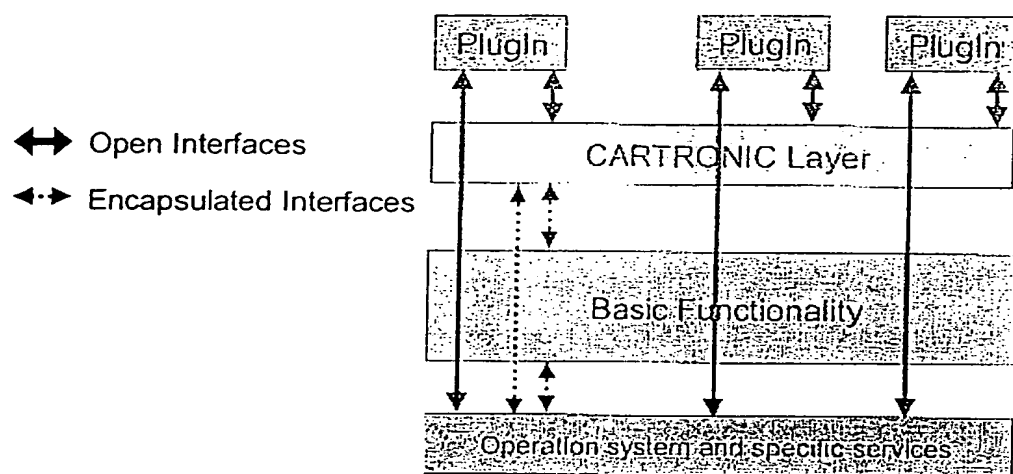 PlugIn PlugIn PlugIn
Open Interfaces
CARTRONIC Layer
Encapsulated Interfaces
Basic Functionality
Operation system and specific services